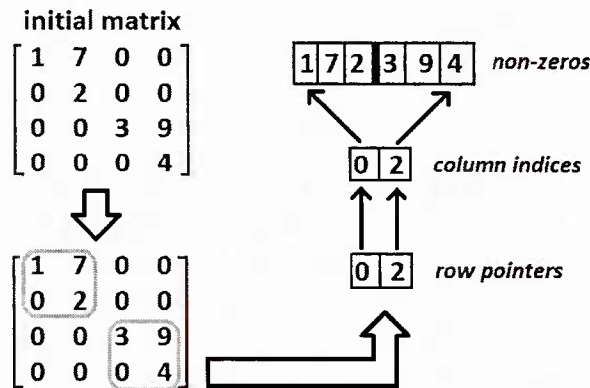 initial matrix
1 7 0 0
0 2 0 0
0 0 3 9
0 0 0 4
1 7 0 0
0 2 0 0
0 0 3 9
0 0 0 4
1 7 2 3 9 4 non-zeros
0 2 column indices
0 2 row pointers